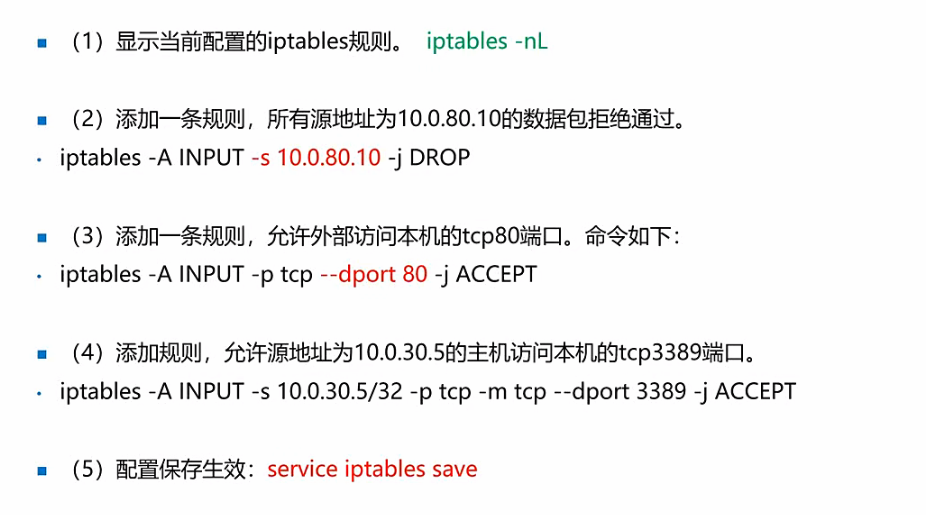 ■ （1）显示当前配置的iptables规则。 iptables -nL
■ （2）添加一条规则，所有源地址为10.0.80.10的数据包拒绝通过。
· iptables -A INPUT -s 10.0.80.10 -j DROP
■ （3）添加一条规则，允许外部访问本机的tcp80端口。命令如下：
· iptables -A INPUT -p tcp --dport 80 -j ACCEPT
■ （4）添加规则，允许源地址为10.0.30.5的主机访问本机的tcp3389端口。
· iptables -A INPUT -s 10.0.30.5/32 -p tcp -m tcp --dport 3389 -j ACCEPT
■ （5）配置保存生效：service iptables save